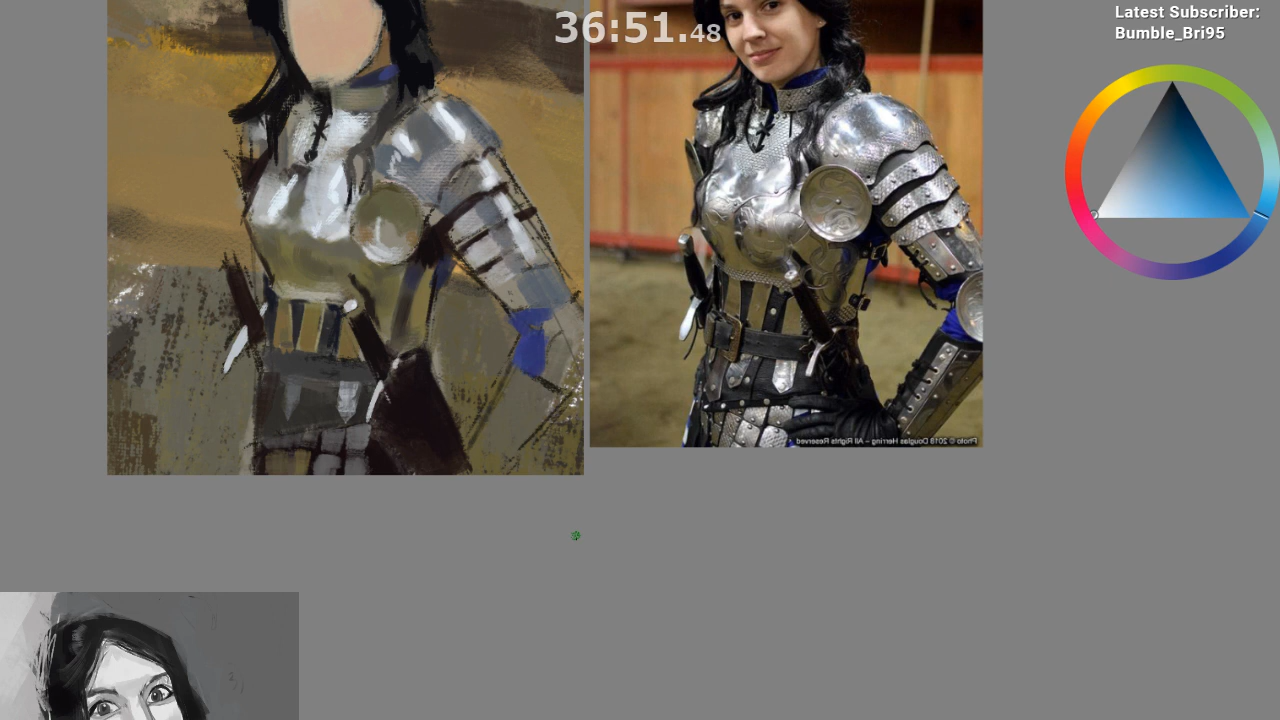 36:51.48
Latest Subscriber:
Bumble_Bri95
Photo © 2018 Douglas Herring – All Rights Reserved